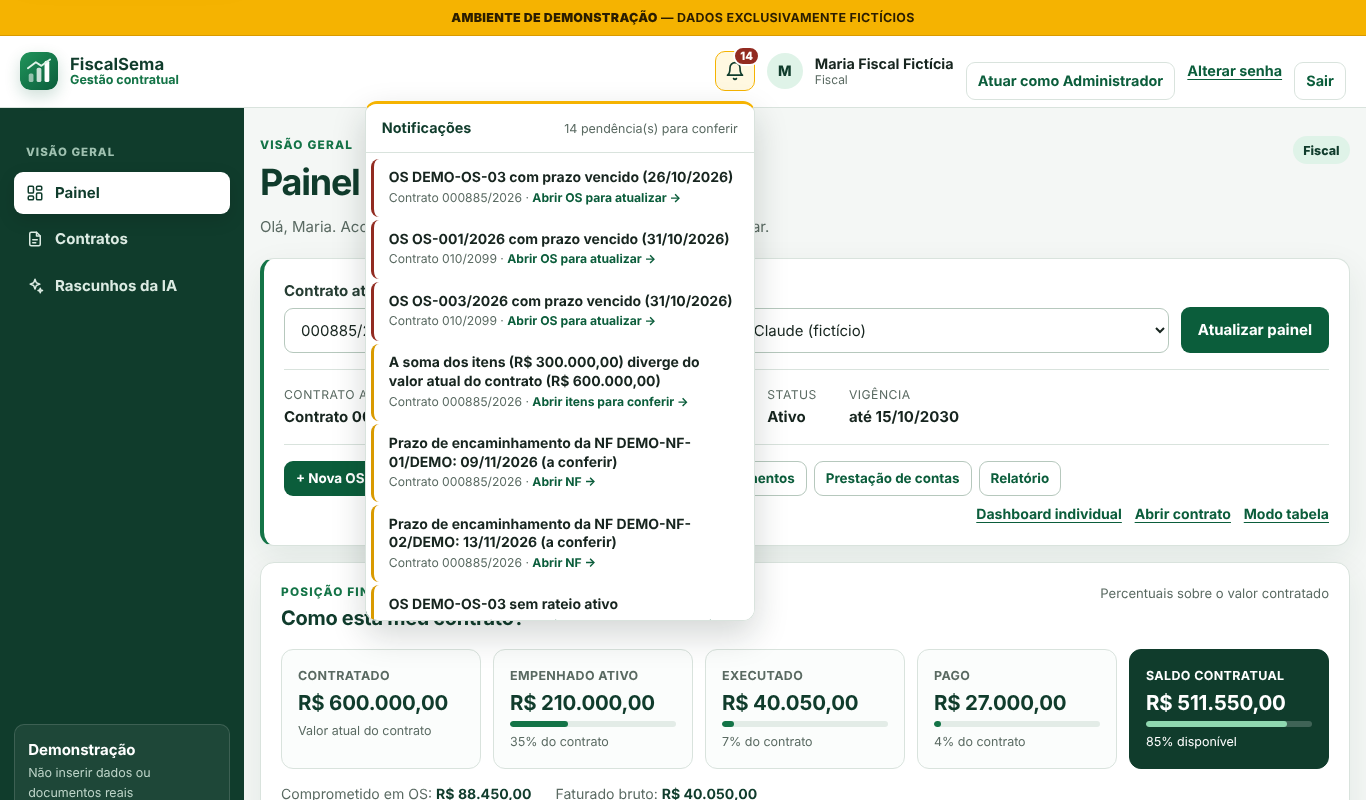 AMBIENTE DE DEMONSTRAÇÃO — DADOS EXCLUSIVAMENTE FICTÍCIOS
FiscalSema
Gestão contratual
14
M
Maria Fiscal Fictícia
Fiscal
Atuar como Administrador
Alterar senha
Sair
VISÃO GERAL
Painel
Contratos
Rascunhos da IA
Demonstração
Não inserir dados ou
documentos reais
Notificações
14 pendência(s) para conferir
OS DEMO-OS-03 com prazo vencido (26/10/2026)
Contrato 000885/2026 · Abrir OS para atualizar →
OS OS-001/2026 com prazo vencido (31/10/2026)
Contrato 010/2099 · Abrir OS para atualizar →
OS OS-003/2026 com prazo vencido (31/10/2026)
Contrato 010/2099 · Abrir OS para atualizar →
A soma dos itens (R$ 300.000,00) diverge do
valor atual do contrato (R$ 600.000,00)
Contrato 000885/2026 · Abrir itens para conferir →
Prazo de encaminhamento da NF DEMO-NF-
01/DEMO: 09/11/2026 (a conferir)
Contrato 000885/2026 · Abrir NF →
Prazo de encaminhamento da NF DEMO-NF-
02/DEMO: 13/11/2026 (a conferir)
Contrato 000885/2026 · Abrir NF →
OS DEMO-OS-03 sem rateio ativo
VISÃO GERAL
Painel
Fiscal
Olá, Maria.
Contrato
000885/
Claude (fictício)
Atualizar painel
CONTRATO
Contrato
STATUS
Ativo
VIGÊNCIA
até 15/10/2030
+ Nova OS
Prestação de contas
Relatório
Dashboard individual
Abrir contrato
Modo tabela
POSIÇÃO
Como está meu contrato?
Percentuais sobre o valor contratado
CONTRATADO
R$ 600.000,00
Valor atual do contrato
EMPENHADO ATIVO
R$ 210.000,00
35% do contrato
EXECUTADO
R$ 40.050,00
7% do contrato
PAGO
R$ 27.000,00
4% do contrato
SALDO CONTRATUAL
R$ 511.550,00
85% disponível
Comprometido em OS: R$ 88.450,00
Faturado bruto: R$ 40.050,00